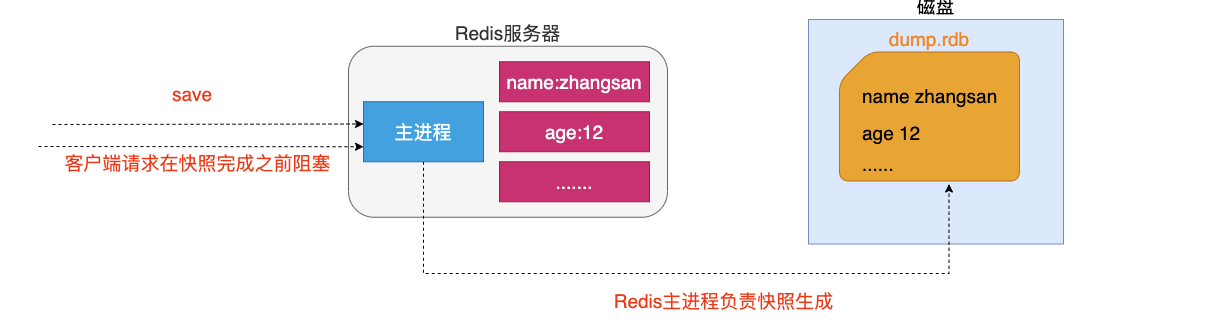 磁盘
Redis服务器
dump.rdb
save
name:zhangsan
name zhangsan
主进程
age:12
age 12
客户端请求在快照完成之前阻塞
.......
......
Redis主进程负责快照生成